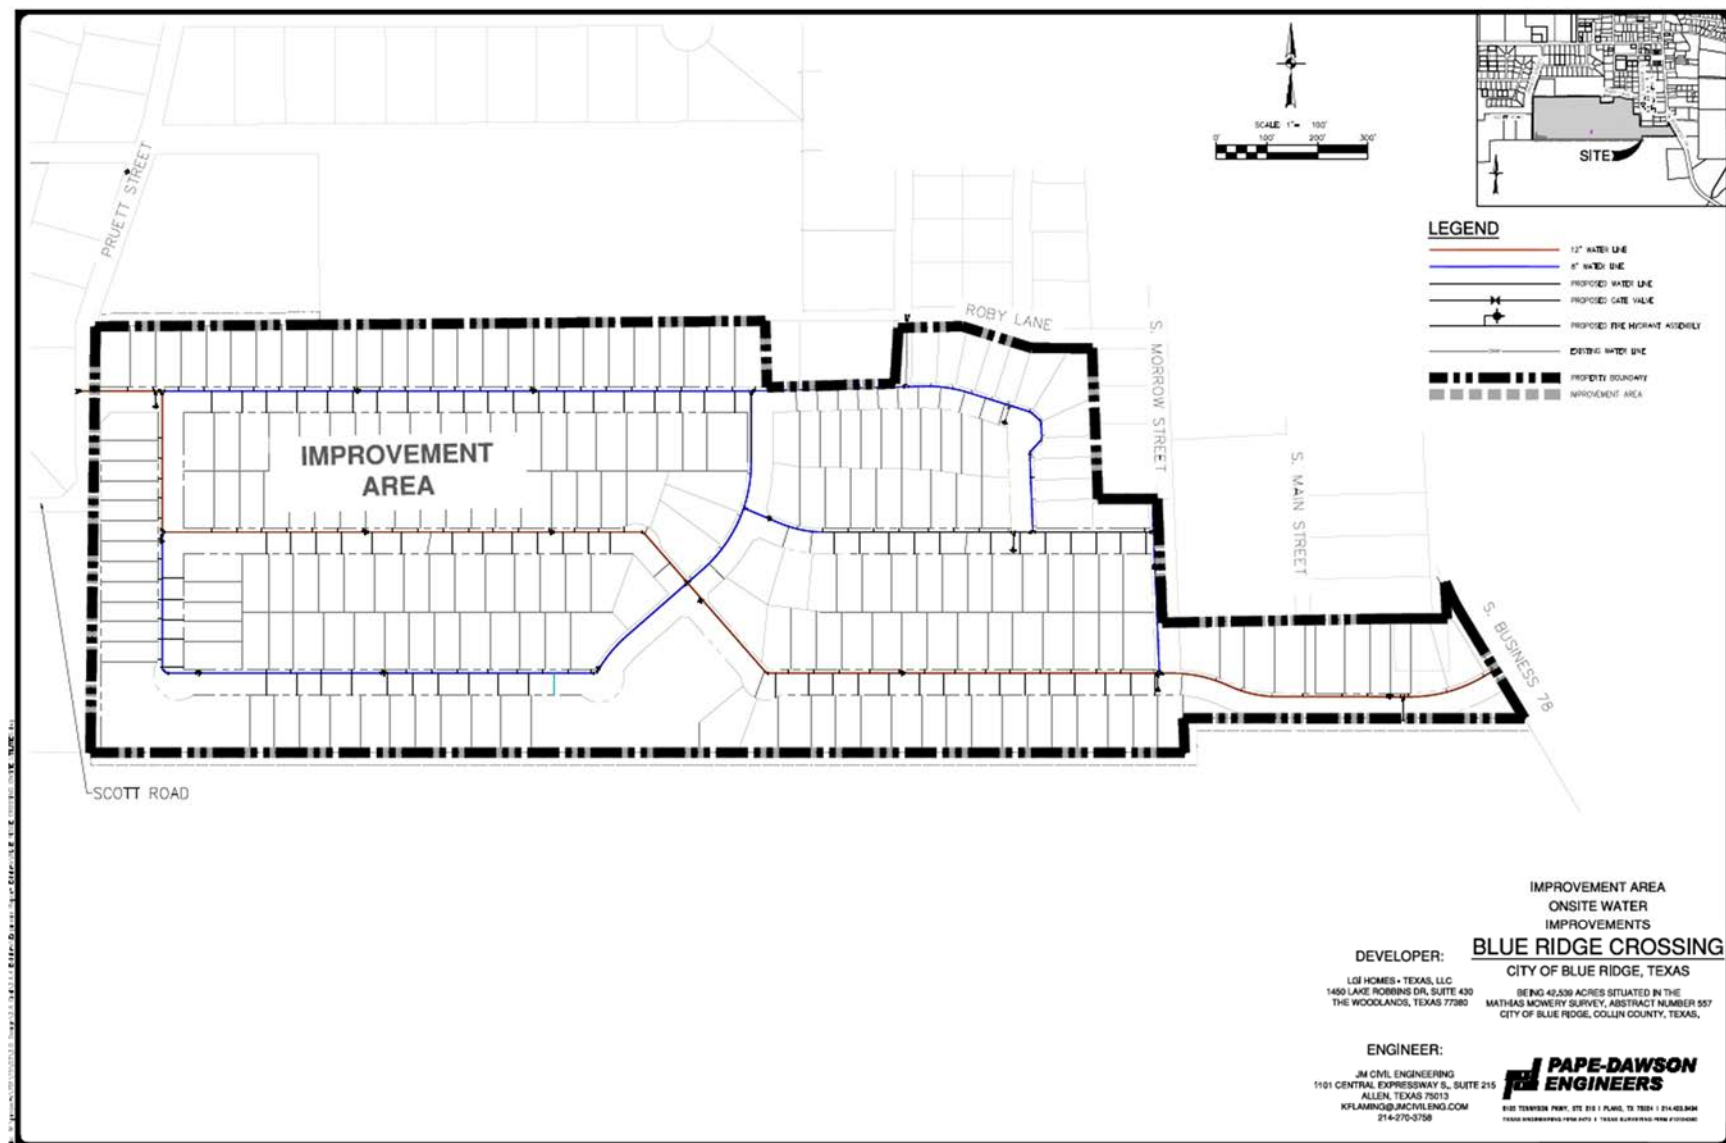 PRUETT STREET
SCALE: 1"= 100'
0' 100' 200' 300'
SITE
LEGEND
12" WATER LINE
8" WATER LINE
PROPOSED WATER LINE
PROPOSED GATE VALVE
PROPOSED FIRE HYDRANT ASSEMBLY
EXISTING WATER LINE
PROPERTY BOUNDARY
IMPROVEMENT AREA
ROBY LANE
S. MORROW STREET
S. MAIN STREET
S. BUSINESS 78
IMPROVEMENT
AREA
SCOTT ROAD
IMPROVEMENT AREA
ONSITE WATER
IMPROVEMENTS
BLUE RIDGE CROSSING
CITY OF BLUE RIDGE, TEXAS
BEING 42.539 ACRES SITUATED IN THE
MATHIAS MOWERY SURVEY, ABSTRACT NUMBER 557
CITY OF BLUE RIDGE, COLLIN COUNTY, TEXAS.
DEVELOPER:
LGI HOMES - TEXAS, LLC
1450 LAKE ROBBINS DR, SUITE 430
THE WOODLANDS, TEXAS 77380
ENGINEER:
JM CIVIL ENGINEERING
1101 CENTRAL EXPRESSWAY S., SUITE 215
ALLEN, TEXAS 75013
KFLAMING@JMCIVILENG.COM
214-270-3758
PAPE-DAWSON
ENGINEERS